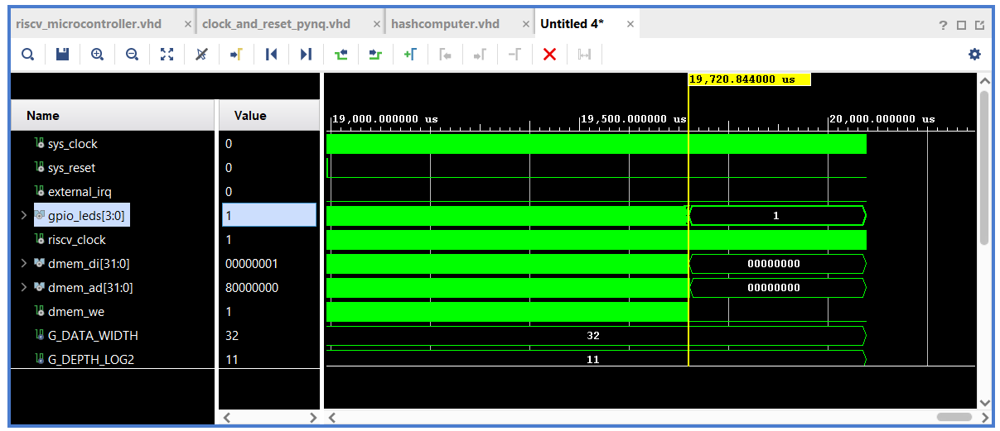 riscv_microcontroller.vhd × clock_and_reset_pynq.vhd × hashcomputer.vhd × Untitled 4* × ?
19,720.844000 us
Name Value 19,000.000000 us 19,500.000000 us 20,000.000000 us
sys_clock 0
sys_reset 0
external_irq 0
gpio_leds[3:0] 1 1
riscv_clock 1
dmem_di[31:0] 00000001 00000000
dmem_ad[31:0] 80000000 00000000
dmem_we 1
G_DATA_WIDTH 32 32
G_DEPTH_LOG2 11 11